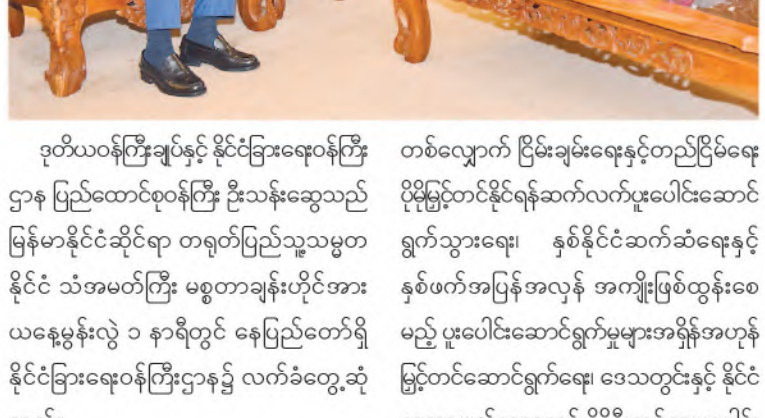 ဒုတိယဝန်ကြီးချုပ်နှင့် နိုင်ငံခြားရေးဝန်ကြီး
ဌာန ပြည်ထောင်စုဝန်ကြီး ဦးသန်းဆွေသည်
မြန်မာနိုင်ငံဆိုင်ရာ တရုတ်ပြည်သူ့သမ္မတ
နိုင်ငံ သံအမတ်ကြီး မစ္စတာချန်းဟိုင်အား
ယနေ့မွန်းလွဲ ၁ နာရီတွင် နေပြည်တော်ရှိ
နိုင်ငံခြားရေးဝန်ကြီးဌာန၌ လက်ခံတွေ့ဆုံ
တစ်လျှောက် ငြိမ်းချမ်းရေးနှင့်တည်ငြိမ်ရေး
ပိုမိုမြှင့်တင်နိုင်ရန်ဆက်လက်ပူးပေါင်းဆောင်
ရွက်သွားရေး၊ နှစ်နိုင်ငံဆက်ဆံရေးနှင့်
နှစ်ဖက်အပြန်အလှန် အကျိုးဖြစ်ထွန်းစေ
မည့် ပူးပေါင်းဆောင်ရွက်မှုများအရှိန်အဟုန်
မြှင့်တင်ဆောင်ရွက်ရေး၊ ဒေသတွင်းနှင့် နိုင်ငံ